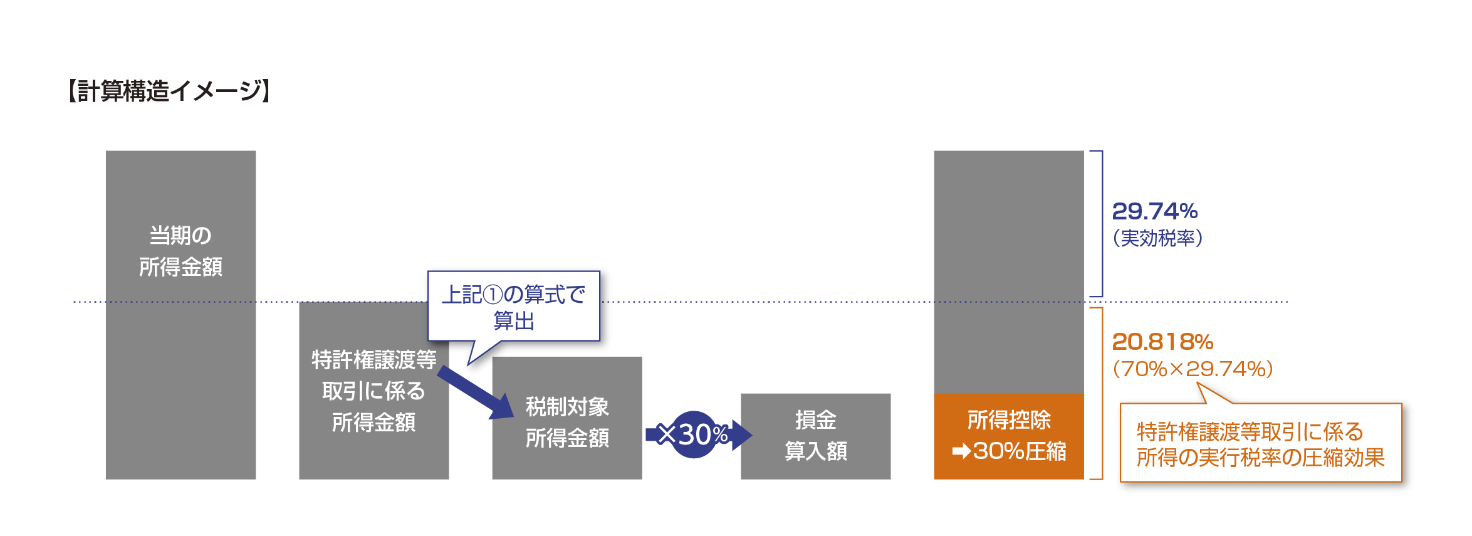 【計算構造イメージ】
当期の
所得金額
特許権譲渡等
取引に係る
所得金額
上記①の算式で
算出
税制対象
所得金額
×30%
損金
算入額
所得控除
➡30%圧縮
29.74%
（実効税率）
20.818%
（70%×29.74%）
特許権譲渡等取引に係る
所得の実行税率の圧縮効果